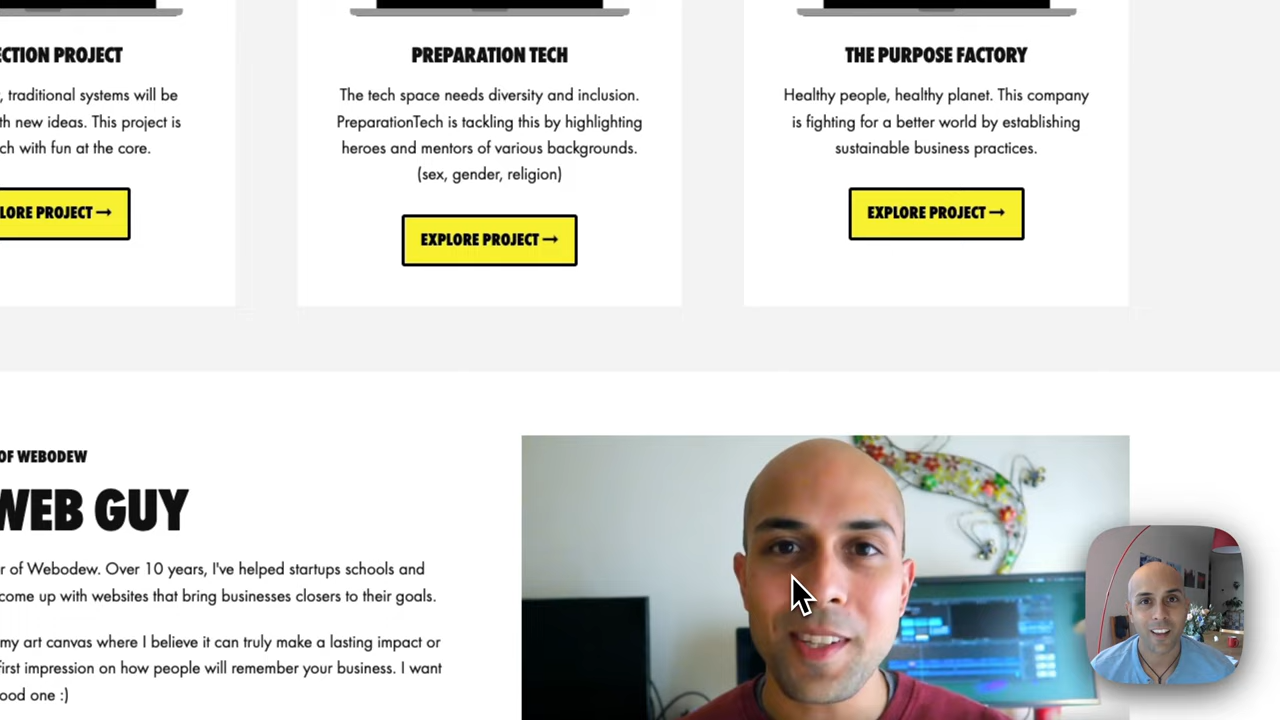 ECTION PROJECT
, traditional systems will be
th new ideas. This project is
ch with fun at the core.
LORE PROJECT →
PREPARATION TECH
The tech space needs diversity and inclusion.
PreparationTech is tackling this by highlighting
heroes and mentors of various backgrounds.
(sex, gender, religion)
EXPLORE PROJECT →
THE PURPOSE FACTORY
Healthy people, healthy planet. This company
is fighting for a better world by establishing
sustainable business practices.
EXPLORE PROJECT →
OF WEBODEW
WEB GUY
r of Webodew. Over 10 years, I've helped startups schools and
come up with websites that bring businesses closers to their goals.
my art canvas where I believe it can truly make a lasting impact or
first impression on how people will remember your business. I want
ood one :)